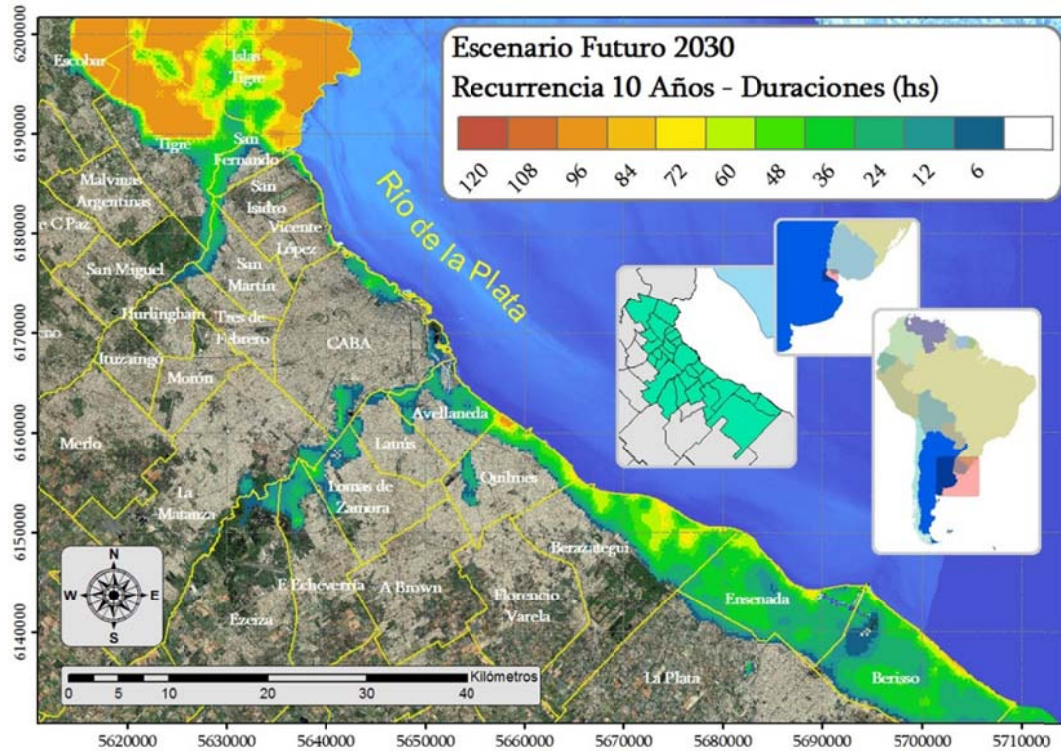 Escenario Futuro 2030
Recurrencia 10 Años - Duraciones (hs)
120 108 96 84 72 60 48 36 24 12 6
6200000
6190000
6180000
6170000
6160000
6150000
6140000
Escobar
Islas
Tigre
Tigre
San
Fernando
Malvinas
Argentinas
San
Isidro
e C Paz
Vicente
López
San Miguel
San
Martín
Río de la Plata
Hurlingham
Tres de
Febrero
CABA
Ituzaingó
Morón
Merlo
Avellaneda
Lanús
Quilmes
La
Matanza
Lomas de
Zamora
Berazategui
E Echeverría
A Brown
Florencio
Varela
Ezeiza
Ensenada
La Plata
Berisso
N
W E
S
0 5 10 20 30 40
Kilómetros
5620000 5630000 5640000 5650000 5660000 5670000 5680000 5690000 5700000 5710000